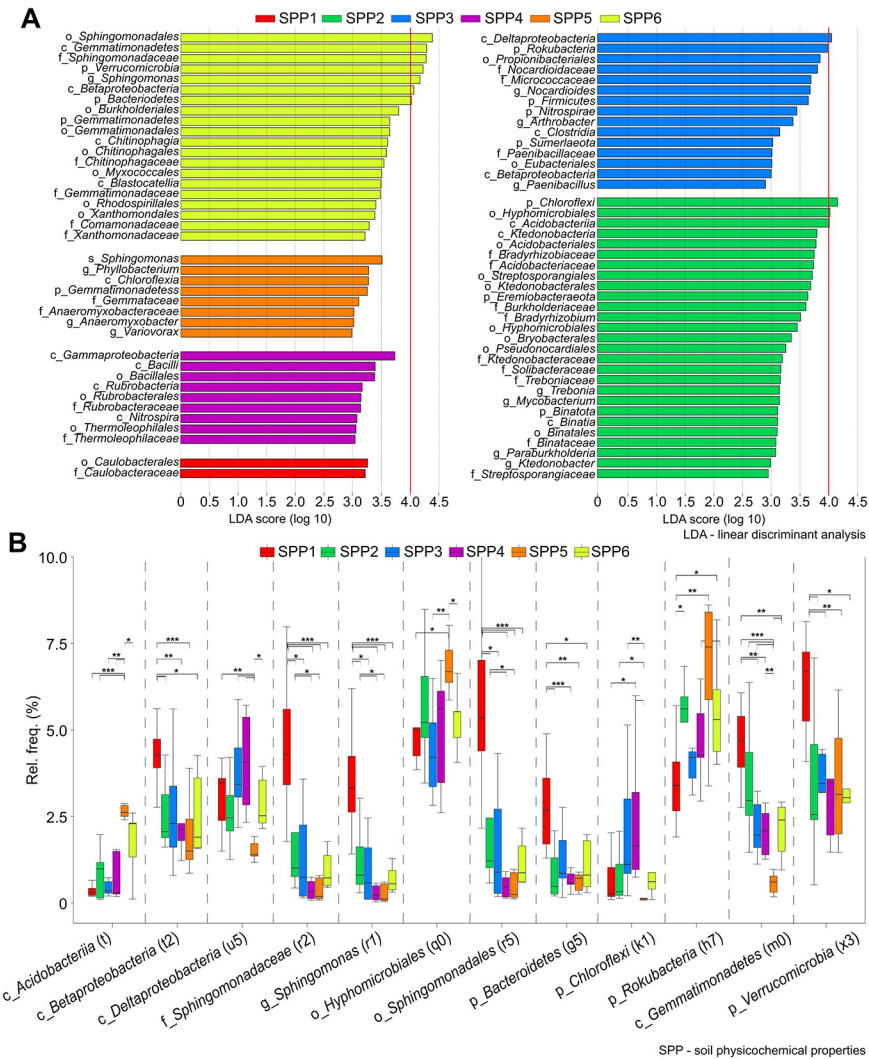 A
SPP1 SPP2 SPP3 SPP4 SPP5 SPP6
o_Sphingomonadales
c_Gemmatimonadetes
f_Sphingomonadaceae
p_Verrucomicrobia
g_Sphingomonas
c_Betaproteobacteria
p_Bacteriodetes
o_Burkholderiales
p_Gemmatimonadetes
o_Gemmatimonadales
c_Chitinophagia
o_Chitinophagales
f_Chitinophagaceae
o_Myxococcales
c_Blastocatellia
f_Gemmatimonadaceae
o_Rhodospirillales
o_Xanthomondales
f_Comamonadaceae
f_Xanthomonadaceae
s_Sphingomonas
g_Phyllobacterium
c_Chloroflexia
p_Gemmatimonadetess
f_Gemmataceae
f_Anaeromyxobacteraceae
g_Anaeromyxobacter
g_Variovorax
c_Gammaproteobacteria
c_Bacilli
o_Bacillales
c_Rubrobacteria
o_Rubrobacterales
f_Rubrobacteraceae
c_Nitrospira
o_Thermoleophilales
f_Thermoleophilaceae
o_Caulobacterales
f_Caulobacteraceae
0 0.5 1.0 1.5 2.0 2.5 3.0 3.5 4.0 4.5
LDA score (log 10)
c_Deltaproteobacteria
p_Rokubacteria
o_Propionibacteriales
f_Nocardioidaceae
f_Micrococcaceae
g_Nocardioides
p_Firmicutes
p_Nitrospirae
g_Arthrobacter
c_Clostridia
p_Sumerlaeota
f_Paenibacillaceae
o_Eubacteriales
c_Betaproteobacteria
g_Paenibacillus
p_Chloroflexi
o_Hyphomicrobiales
c_Acidobacteriia
c_Ktedonobacteria
o_Acidobacteriales
f_Bradyrhizobiaceae
f_Acidobacteriaceae
o_Streptosporangiales
o_Ktedonobacterales
p_Eremiobacteraeota
f_Burkholderiaceae
f_Bradyrhizobium
o_Hyphomicrobiales
o_Bryobacterales
o_Pseudonocardiales
f_Ktedonobacteraceae
f_Solibacteraceae
f_Treboniaceae
g_Trebonia
g_Mycobacterium
p_Binatota
c_Binatia
o_Binatales
f_Binataceae
g_Paraburkholderia
g_Ktedonobacter
f_Streptosporangiaceae
0 0.5 1.0 1.5 2.0 2.5 3.0 3.5 4.0 4.5
LDA score (log 10)
LDA - linear discriminant analysis
B
SPP1 SPP2 SPP3 SPP4 SPP5 SPP6
Rel. freq. (%)
10.0
7.5
5.0
2.5
0
c_Acidobacteriia (t)
c_Betaproteobacteria (t2)
c_Deltaproteobacteria (u5)
f_Sphingomonadaceae (r2)
g_Sphingomonas (r1)
o_Hyphomicrobiales (q0)
o_Sphingomonadales (r5)
p_Bacteroidetes (g5)
p_Chloroflexi (k1)
p_Rokubacteria (h7)
c_Gemmatimonadetes (m0)
p_Verrucomicrobia (x3)
SPP - soil physicochemical properties